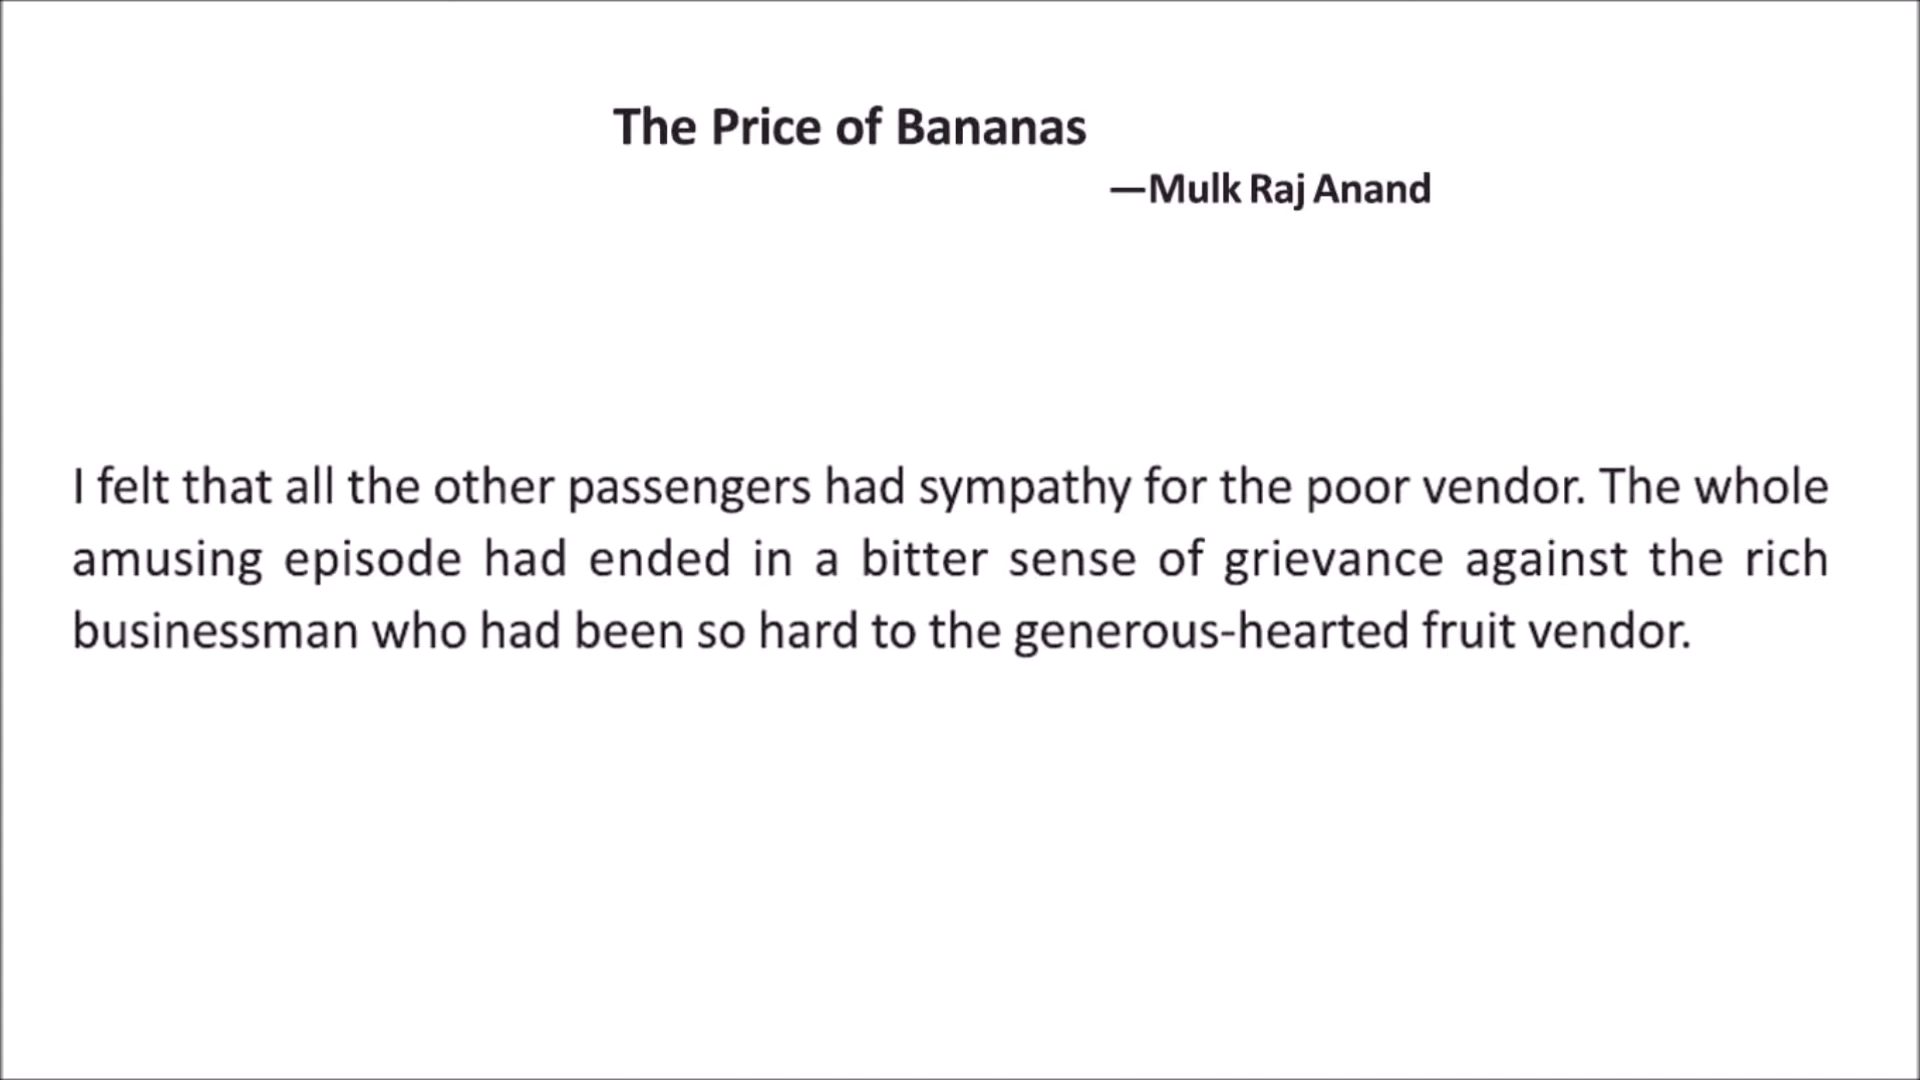 The Price of Bananas
—Mulk Raj Anand
I felt that all the other passengers had sympathy for the poor vendor. The whole
amusing episode had ended in a bitter sense of grievance against the rich
businessman who had been so hard to the generous-hearted fruit vendor.